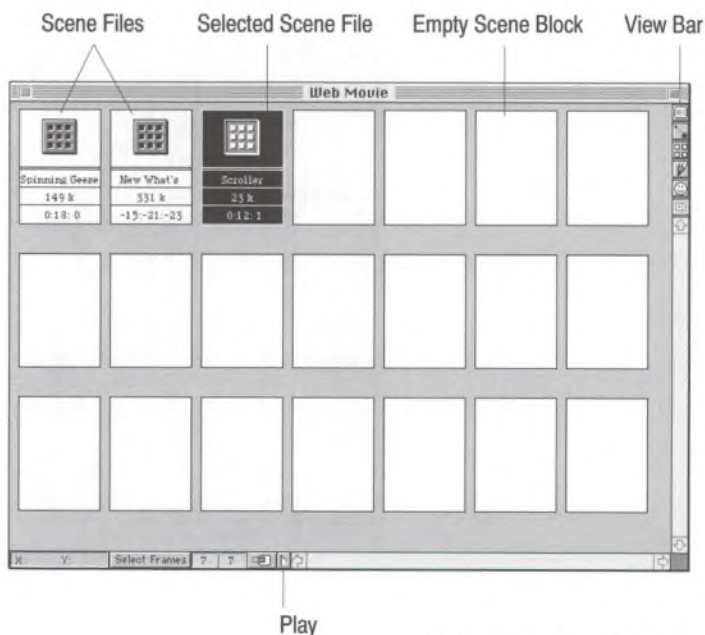 Scene Files Selected Scene File Empty Scene Block View Bar
Web Movie
Spinning Geese New What's Scroller
149 k 331 k 23 k
0:18: 0 -15:-21:-23 0:12: 1
X: Y: Select Frames 7 7
Play